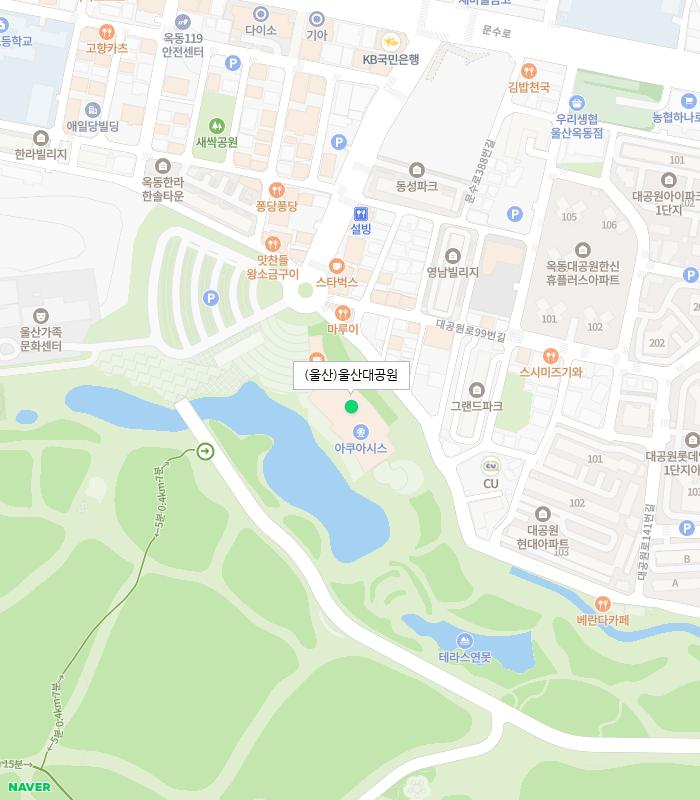 새마을금고
다이소
기아
옥동119
안전센터
고향카츠
KB국민은행
문수로
김밥천국
우리생협
울산옥동점
농협하나로
애일당빌딩
새싹공원
한라빌리지
옥동한라
한솔타운
동성파크
문수로388번길
101
대공원아이파크
1단지
퐁당퐁당
설빙
105
106
맛찬들
왕소금구이
스타벅스
영남빌리지
옥동대공원한신
휴플러스아파트
P
울산가족
문화센터
마루이
대공원로99번길
101
102
202
스시미즈기와
(울산)울산대공원
그랜드파크
아쿠아시스
CU
101
102
103
대공원롯데
1단지아
대공원
현대아파트
대공원로141번길
P
B
A
←5분·0.4km·7분
베란다카페
테라스연못
←5분·0.4km·7분→
15분→
NAVER